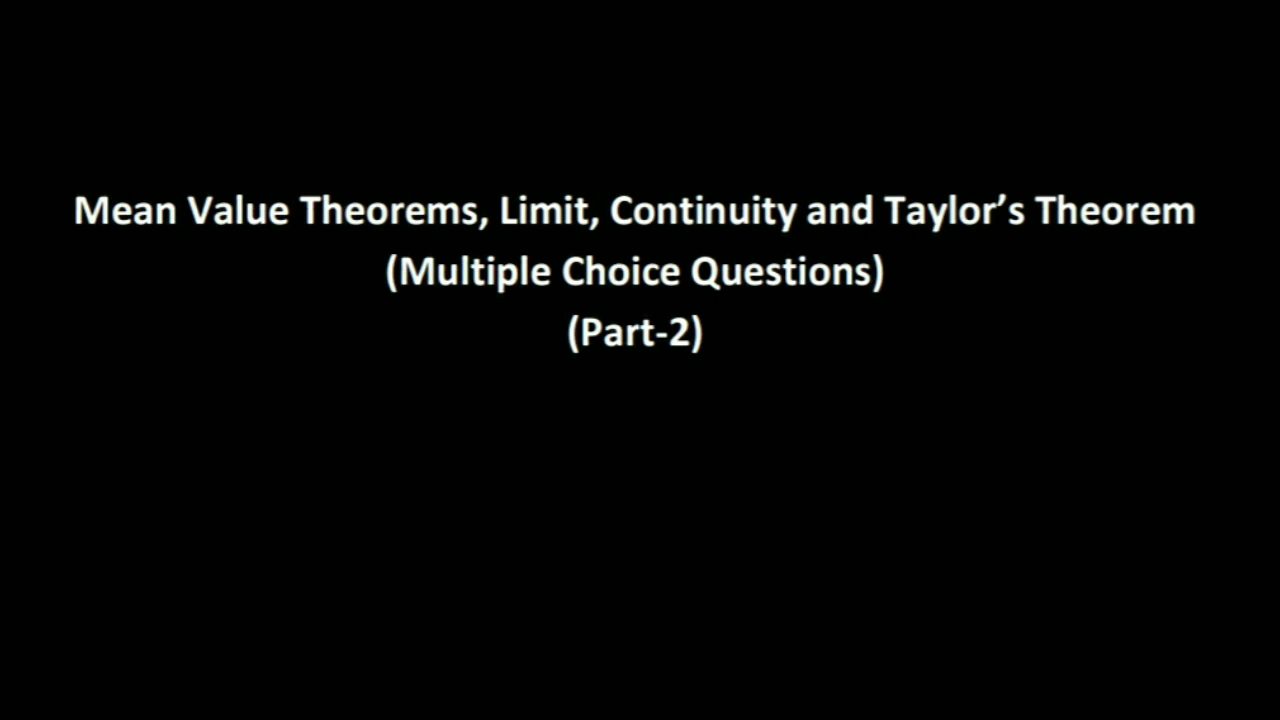 Mean Value Theorems, Limit, Continuity and Taylor’s Theorem
(Multiple Choice Questions)
(Part-2)